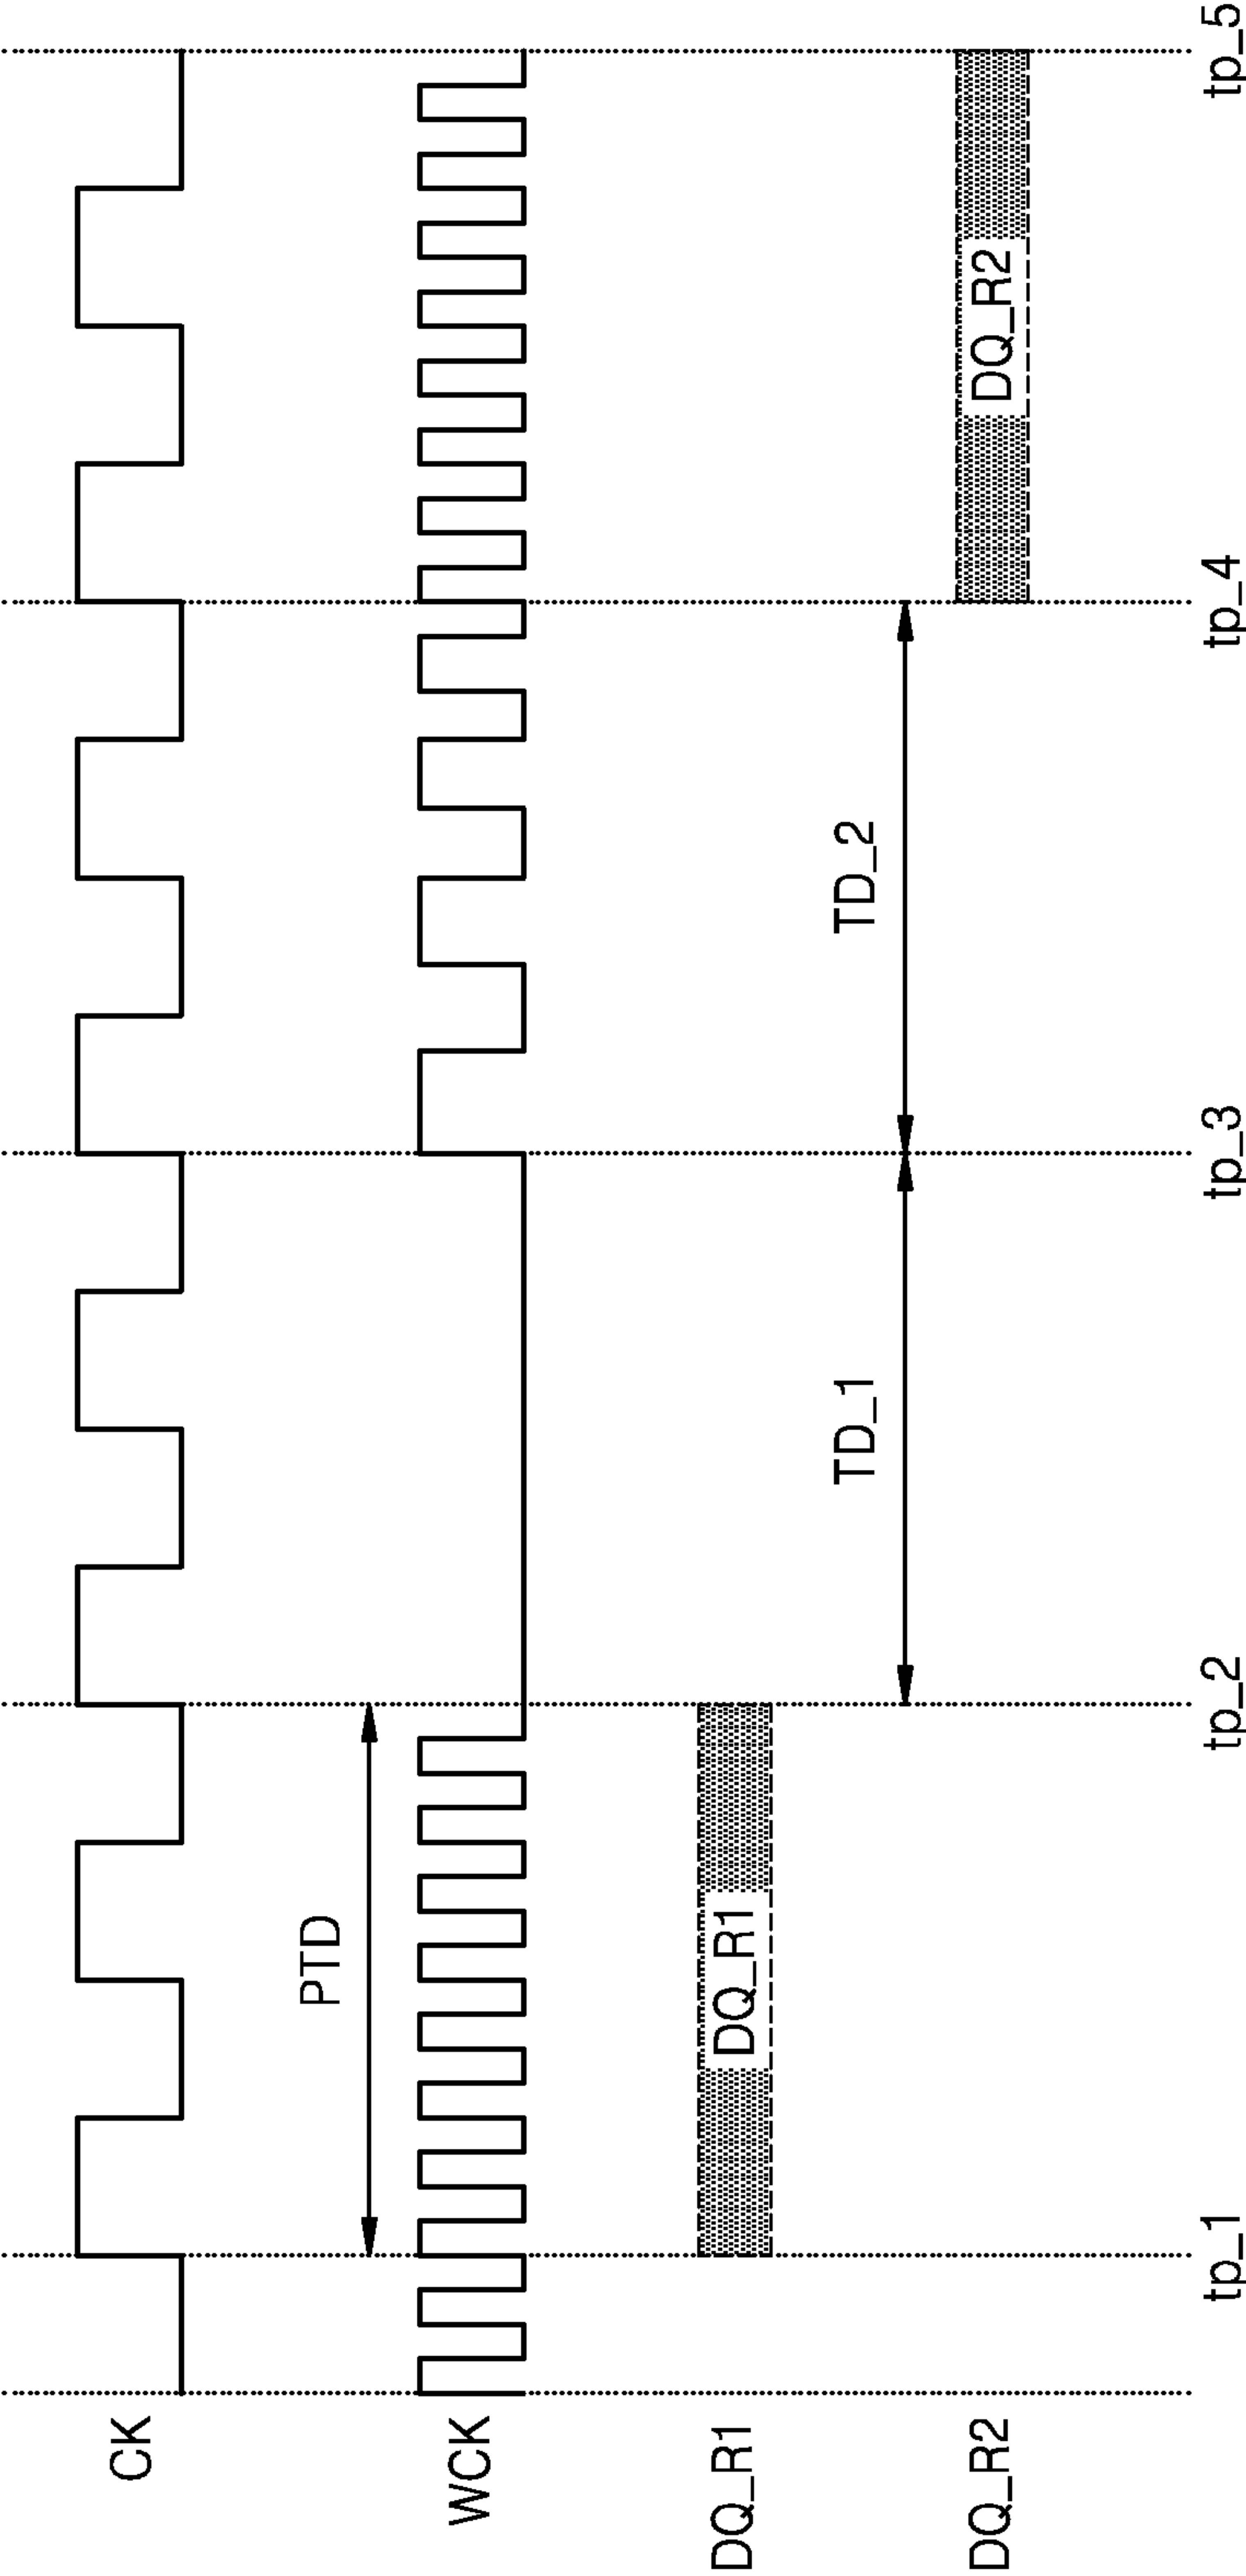 CK
PTD
WCK
DQ_R1
DQ_R1
TD_1
TD_2
DQ_R2
DQ_R2
tp_1
tp_2
tp_3
tp_4
tp_5